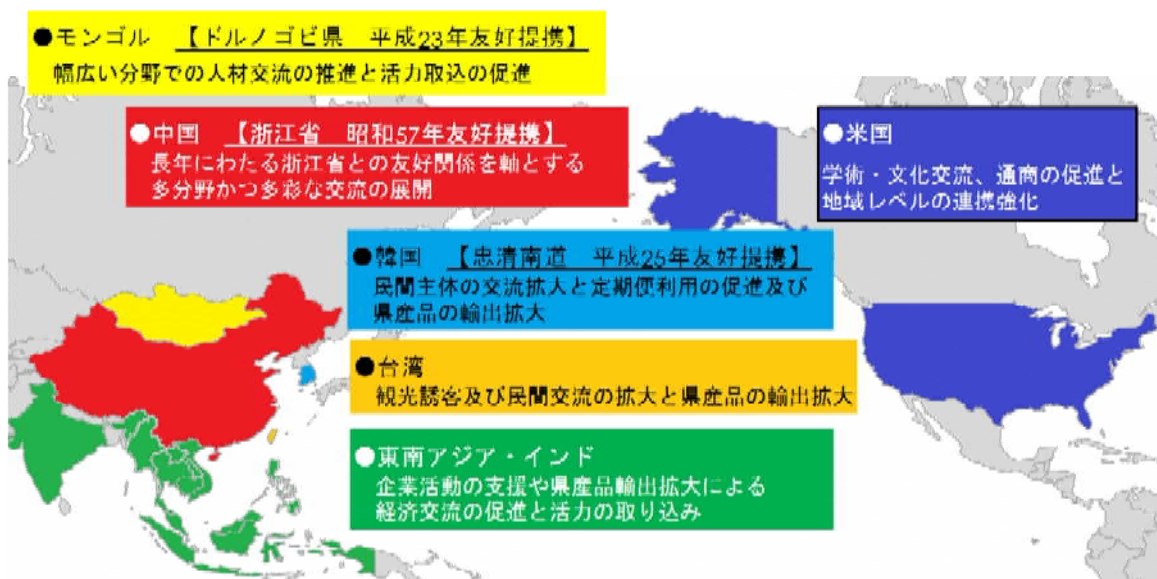 ●モンゴル　【ドルノゴビ県　平成23年友好提携】
幅広い分野での人材交流の推進と活力取込の促進
●中国　【浙江省　昭和57年友好提携】
長年にわたる浙江省との友好関係を軸とする
多分野かつ多彩な交流の展開
●米国
学術・文化交流、通商の促進と
地域レベルの連携強化
●韓国　【忠清南道　平成25年友好提携】
民間主体の交流拡大と定期便利用の促進及び
県産品の輸出拡大
●台湾
観光誘客及び民間交流の拡大と県産品の輸出拡大
●東南アジア・インド
企業活動の支援や県産品輸出拡大による
経済交流の促進と活力の取り込み